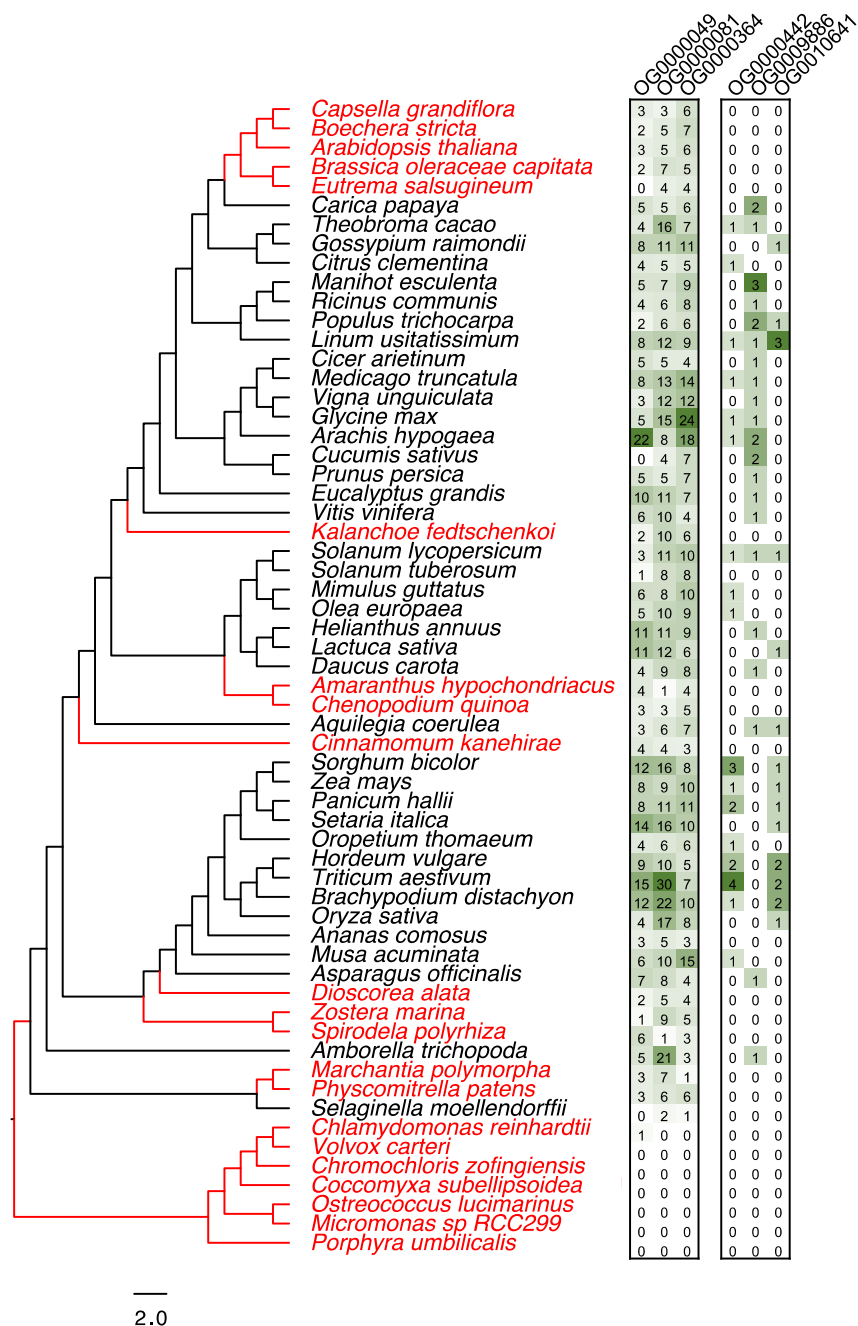 OG0000049 OG0000081 OG0000364 OG0000442 OG0009886 OG0010641
Capsella grandiflora 3 3 6 0 0 0
Boechera stricta 2 5 7 0 0 0
Arabidopsis thaliana 3 5 6 0 0 0
Brassica oleraceae capitata 2 7 5 0 0 0
Eutrema salsugineum 0 4 4 0 0 0
Carica papaya 5 5 6 0 2 0
Theobroma cacao 4 16 7 1 1 0
Gossypium raimondii 8 11 11 0 0 1
Citrus clementina 4 5 5 1 0 0
Manihot esculenta 5 7 9 0 3 0
Ricinus communis 4 6 8 0 1 0
Populus trichocarpa 2 6 6 0 2 1
Linum usitatissimum 8 12 9 1 1 3
Cicer arietinum 5 5 4 0 1 0
Medicago truncatula 8 13 14 1 1 0
Vigna unguiculata 3 12 12 0 1 0
Glycine max 5 15 24 1 1 0
Arachis hypogaea 22 8 18 1 2 0
Cucumis sativus 0 4 7 0 2 0
Prunus persica 5 5 7 0 1 0
Eucalyptus grandis 10 11 7 0 1 0
Vitis vinifera 6 10 4 0 1 0
Kalanchoe fedtschenkoi 2 10 6 0 0 0
Solanum lycopersicum 3 11 10 1 1 1
Solanum tuberosum 1 8 8 0 0 0
Mimulus guttatus 6 8 10 1 0 0
Olea europaea 5 10 9 1 0 0
Helianthus annuus 11 11 9 0 1 0
Lactuca sativa 11 12 6 0 0 1
Daucus carota 4 9 8 0 1 0
Amaranthus hypochondriacus 4 1 4 0 0 0
Chenopodium quinoa 3 3 5 0 0 0
Aquilegia coerulea 3 6 7 0 1 1
Cinnamomum kanehirae 4 4 3 0 0 0
Sorghum bicolor 12 16 8 3 0 1
Zea mays 8 9 10 1 0 1
Panicum hallii 8 11 11 2 0 1
Setaria italica 14 16 10 0 0 1
Oropetium thomaeum 4 6 6 1 0 0
Hordeum vulgare 9 10 5 2 0 2
Triticum aestivum 15 30 7 4 0 2
Brachypodium distachyon 12 22 10 1 0 2
Oryza sativa 4 17 8 0 0 1
Ananas comosus 3 5 3 0 0 0
Musa acuminata 6 10 15 1 0 0
Asparagus officinalis 7 8 4 0 1 0
Dioscorea alata 2 5 4 0 0 0
Zostera marina 1 9 5 0 0 0
Spirodela polyrhiza 6 1 3 0 0 0
Amborella trichopoda 5 21 3 0 1 0
Marchantia polymorpha 3 7 1 0 0 0
Physcomitrella patens 3 6 6 0 0 0
Selaginella moellendorffii 0 2 1 0 0 0
Chlamydomonas reinhardtii 1 0 0 0 0 0
Volvox carteri 0 0 0 0 0 0
Chromochloris zofingiensis 0 0 0 0 0 0
Coccomyxa subellipsoidea 0 0 0 0 0 0
Ostreococcus lucimarinus 0 0 0 0 0 0
Micromonas sp RCC299 0 0 0 0 0 0
Porphyra umbilicalis 0 0 0 0 0 0
2.0